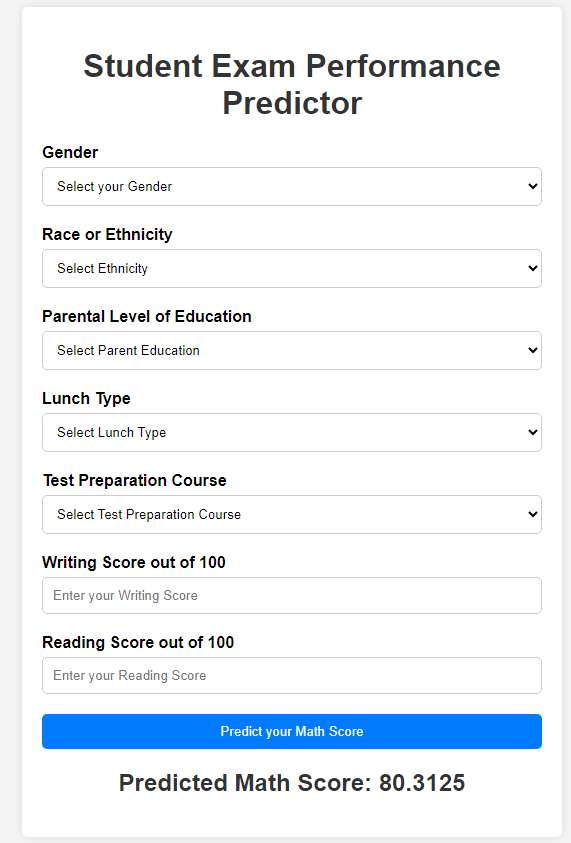 Student Exam Performance
Predictor
Gender
Select your Gender
Race or Ethnicity
Select Ethnicity
Parental Level of Education
Select Parent Education
Lunch Type
Select Lunch Type
Test Preparation Course
Select Test Preparation Course
Writing Score out of 100
Enter your Writing Score
Reading Score out of 100
Enter your Reading Score
Predict your Math Score
Predicted Math Score: 80.3125